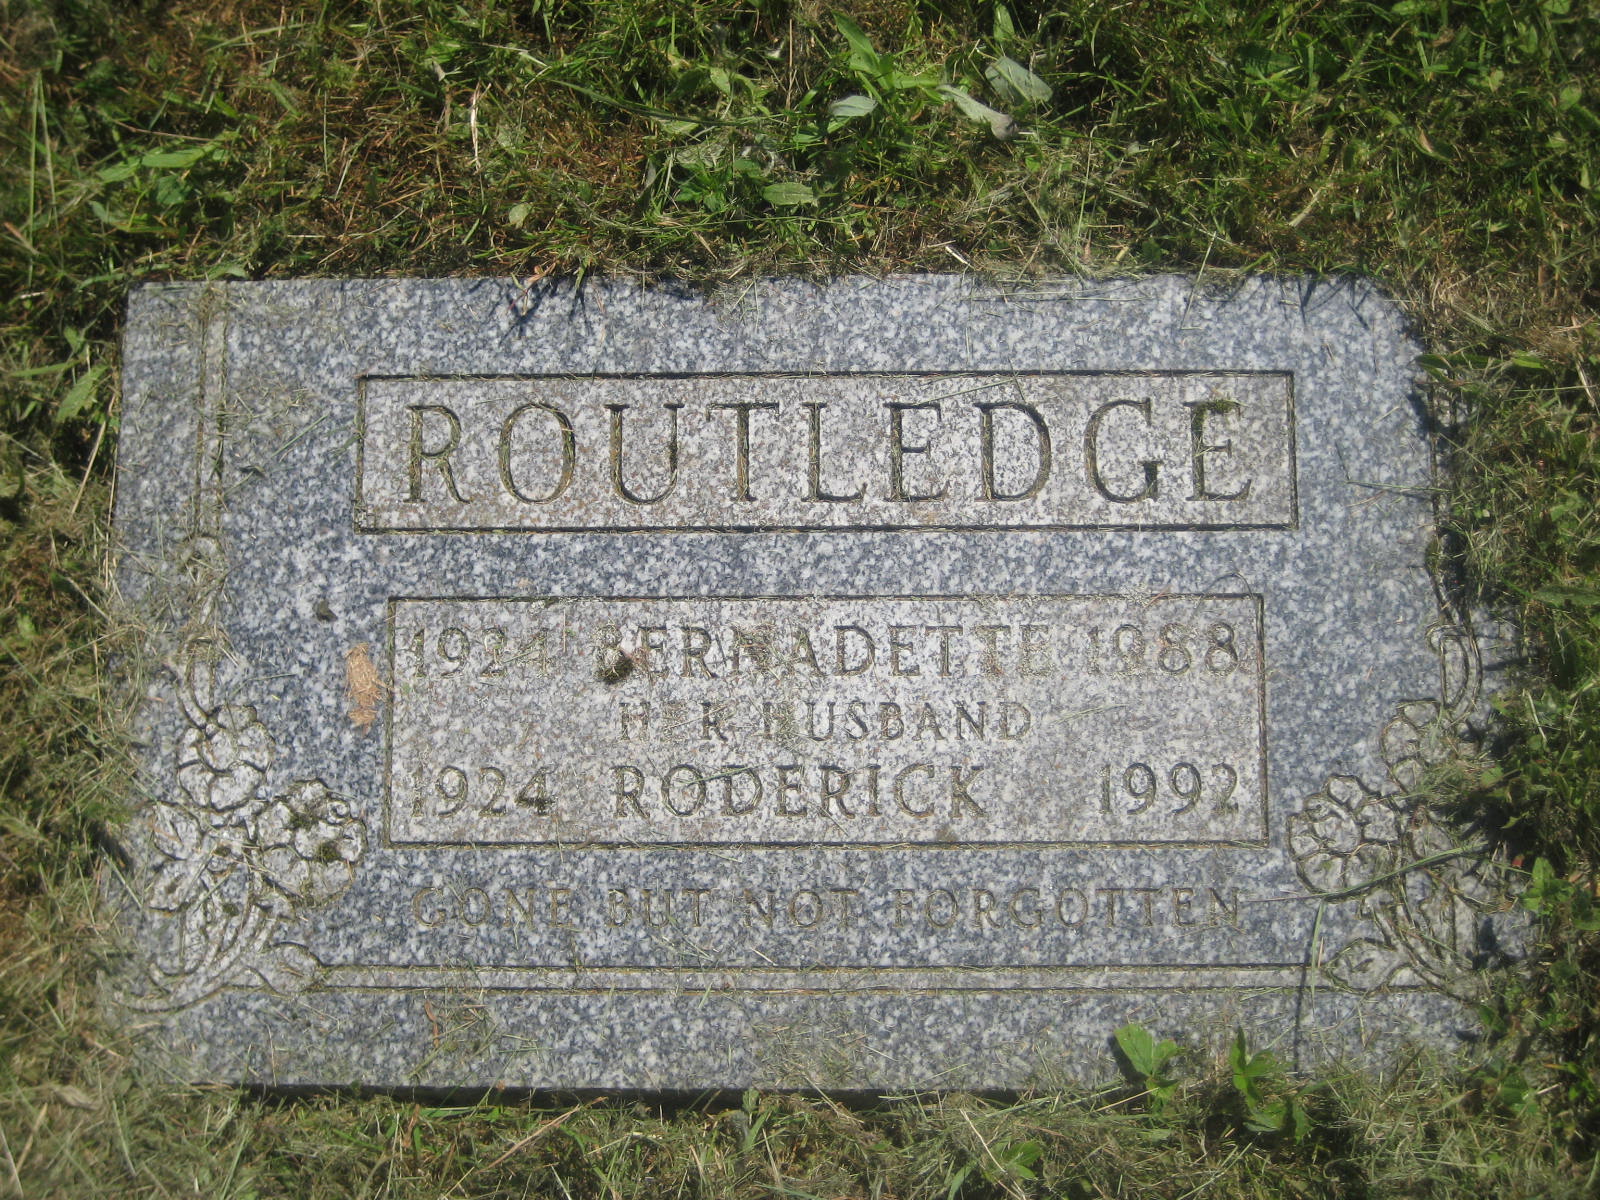 ROUTLEDGE
1924 BERNADETTE 1988
HER HUSBAND
1924 RODERICK 1992
GONE BUT NOT FORGOTTEN